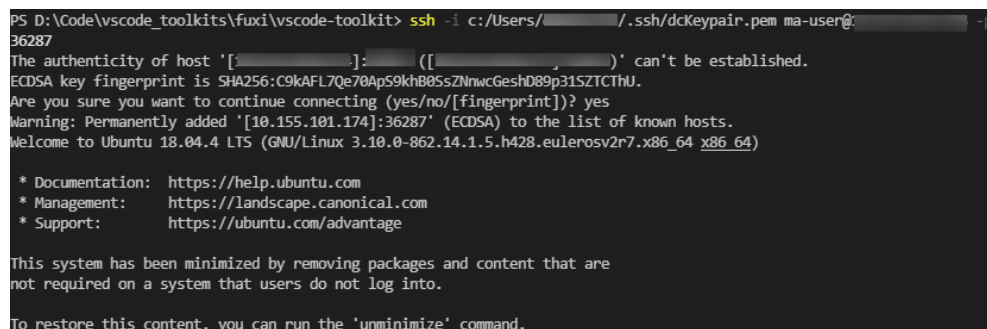 PS D:\Code\vscode_toolkits\fuxi\vscode-toolkit> ssh -i c:/Users/ /.ssh/dcKeypair.pem ma-user@ -p
36287
The authenticity of host '[ ]: ([ )' can't be established.
ECDSA key fingerprint is SHA256:C9kAFL7Qe70ApS9khB0SsZNnwcGeshD89p31SZTCThU.
Are you sure you want to continue connecting (yes/no/[fingerprint])? yes
Warning: Permanently added '[10.155.101.174]:36287' (ECDSA) to the list of known hosts.
Welcome to Ubuntu 18.04.4 LTS (GNU/Linux 3.10.0-862.14.1.5.h428.eulerosv2r7.x86_64 x86_64)
* Documentation: https://help.ubuntu.com
* Management: https://landscape.canonical.com
* Support: https://ubuntu.com/advantage
This system has been minimized by removing packages and content that are
not required on a system that users do not log into.
To restore this content, you can run the 'unminimize' command.